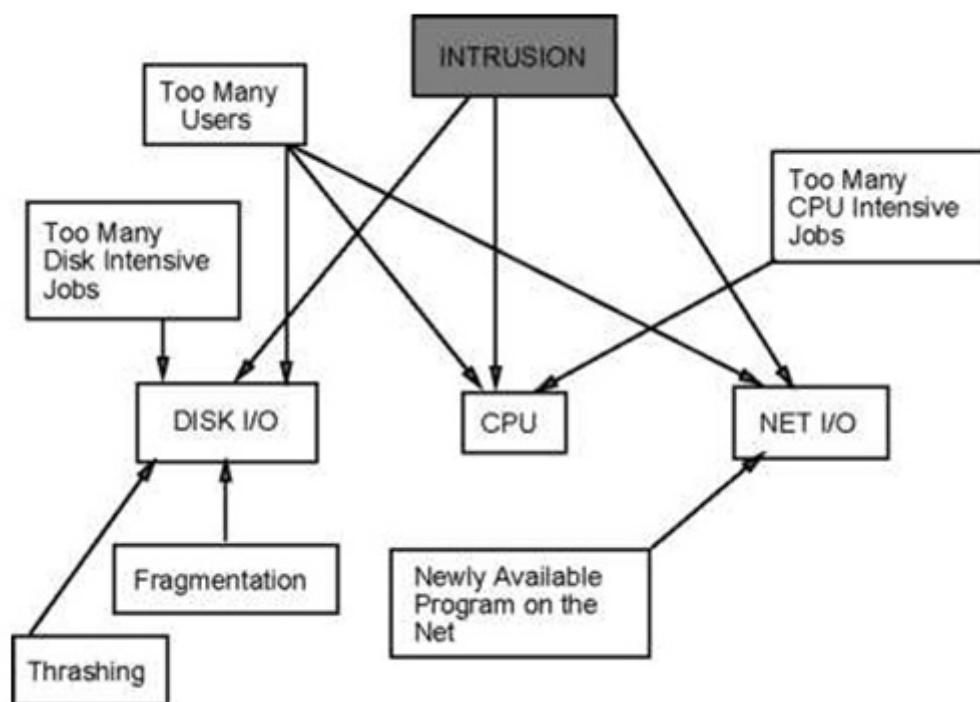 INTRUSION
Too Many
Users
Too Many
CPU Intensive
Jobs
Too Many
Disk Intensive
Jobs
DISK I/O
CPU
NET I/O
Fragmentation
Newly Available
Program on the
Net
Thrashing